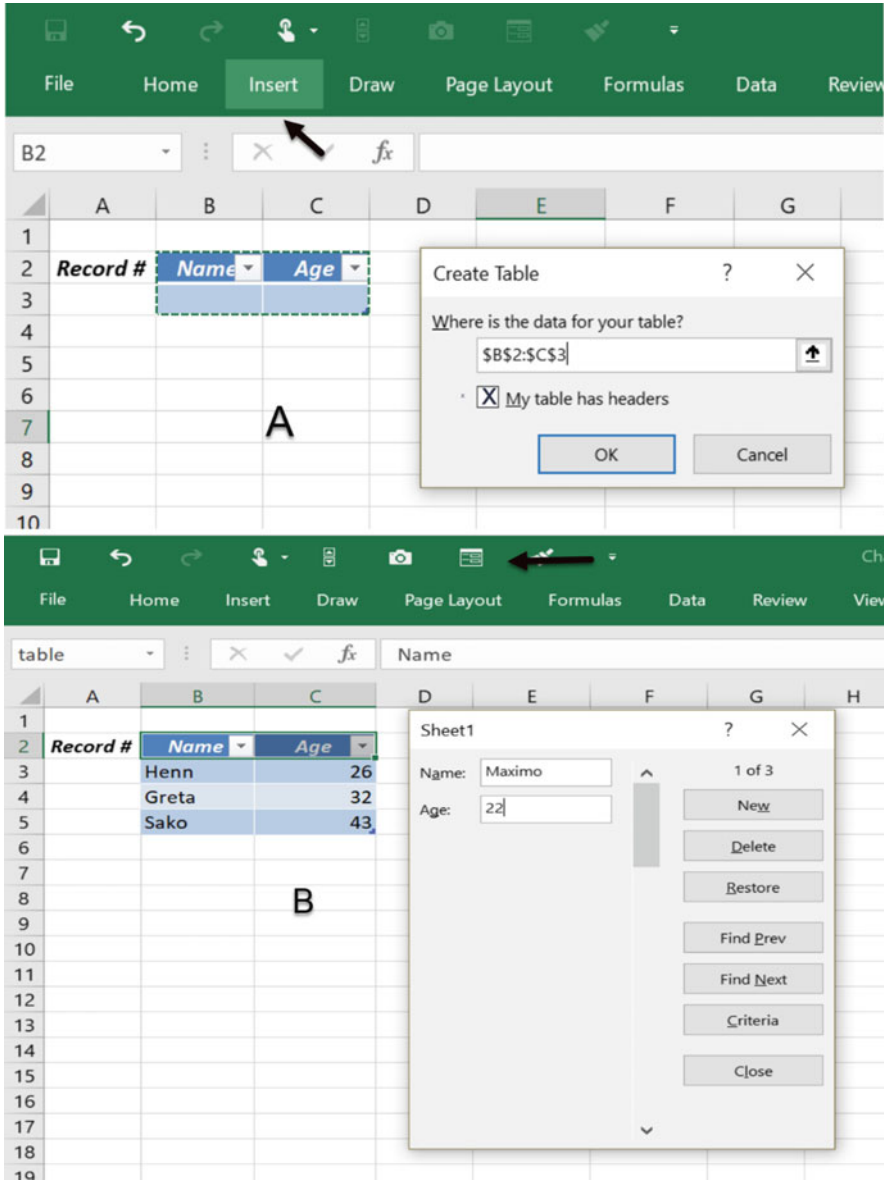 File Home Insert Draw Page Layout Formulas Data Review
B2 fx
A B C D E F G
1
2 Record # Name Age
3
4
5
6
7
8
9
10
A
Create Table ? X
Where is the data for your table?
$B$2:$C$3
X My table has headers
OK Cancel
Ch
File Home Insert Draw Page Layout Formulas Data Review View
table fx Name
A B C D E F G H
1
2 Record # Name Age
3 Henn 26
4 Greta 32
5 Sako 43
6
7
8
9
10
11
12
13
14
15
16
17
18
19
B
Sheet1 ? X
Name: Maximo
Age: 22
1 of 3
New
Delete
Restore
Find Prev
Find Next
Criteria
Close